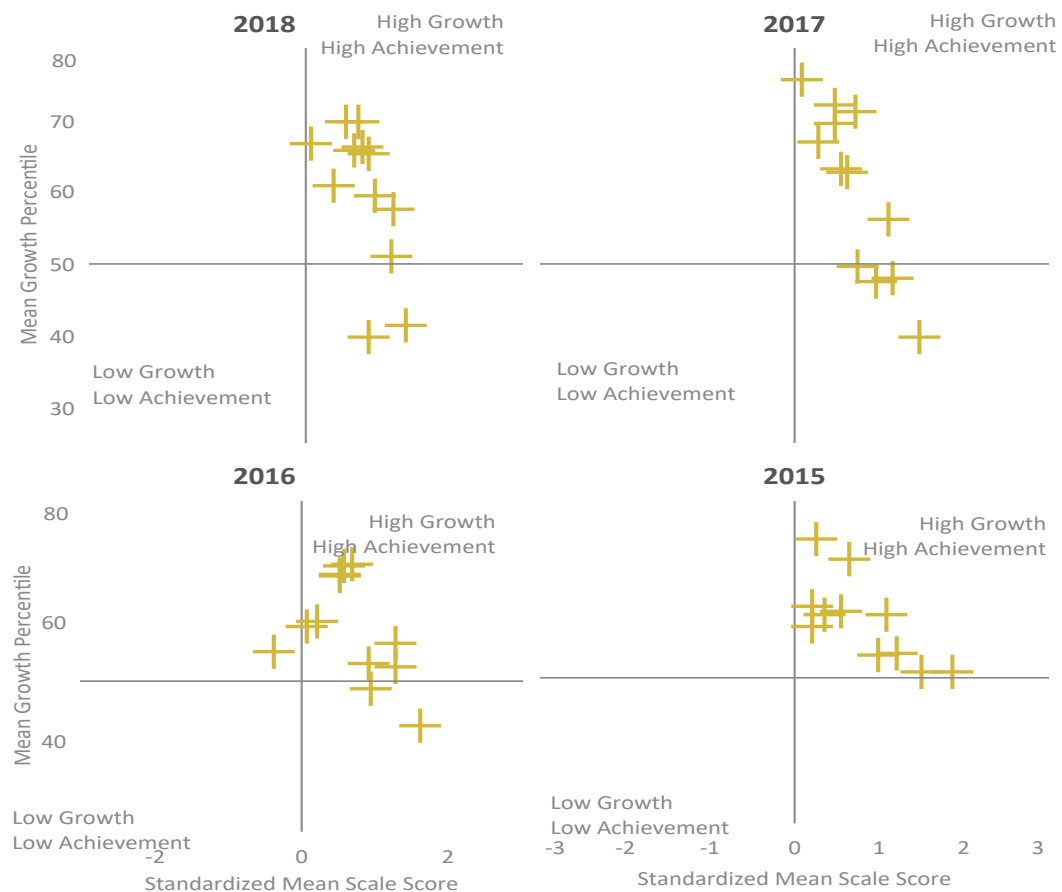 2018
High Growth
High Achievement
2017
High Growth
High Achievement
Mean Growth Percentile
80
70
60
50
40
30
Low Growth
Low Achievement
Low Growth
Low Achievement
2016
High Growth
High Achievement
2015
High Growth
High Achievement
Mean Growth Percentile
80
60
40
Low Growth
Low Achievement
Low Growth
Low Achievement
-2 0 2
-3 -2 -1 0 1 2 3
Standardized Mean Scale Score
Standardized Mean Scale Score